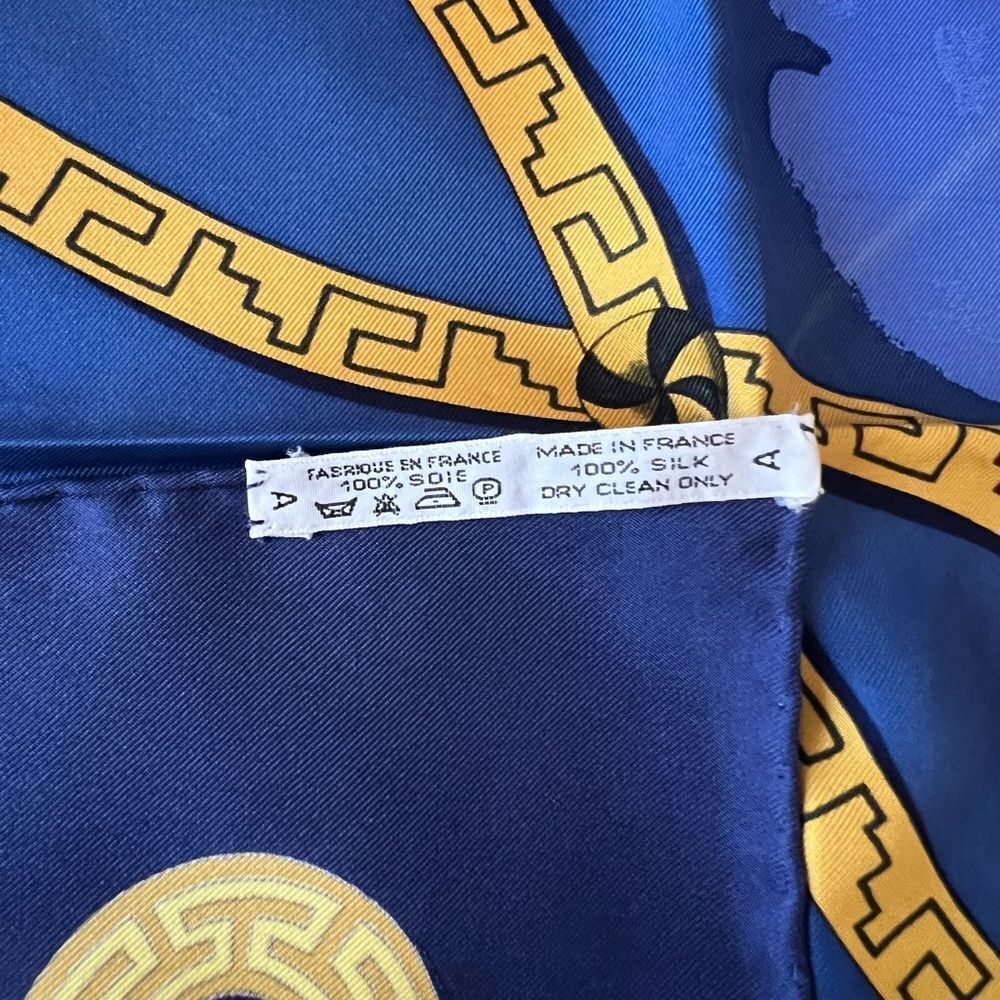 A
FABRIQUE EN FRANCE
100% SOIE
P
MADE IN FRANCE
100% SILK
DRY CLEAN ONLY
A